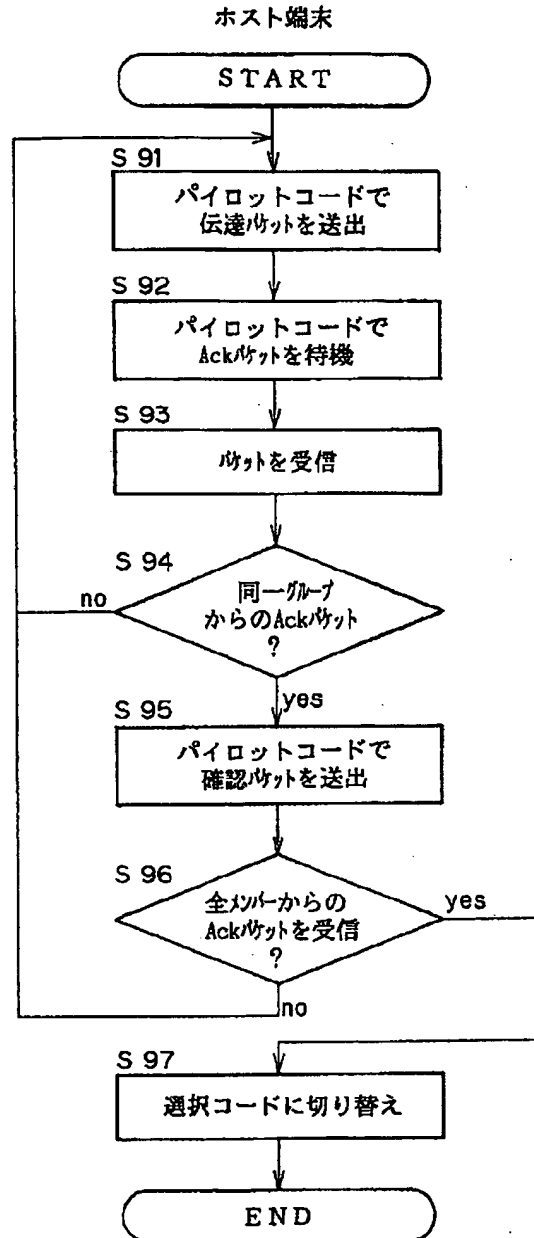 ホスト端末
START
S 91
パイロットコードで
伝達パケットを送出
S 92
パイロットコードで
Ackパケットを待機
S 93
パケットを受信
S 94
同一グループ
からのAckパケット
?
no
yes
S 95
パイロットコードで
確認パケットを送出
S 96
全メンバーからの
Ackパケットを受信
?
yes
no
S 97
選択コードに切り替え
END